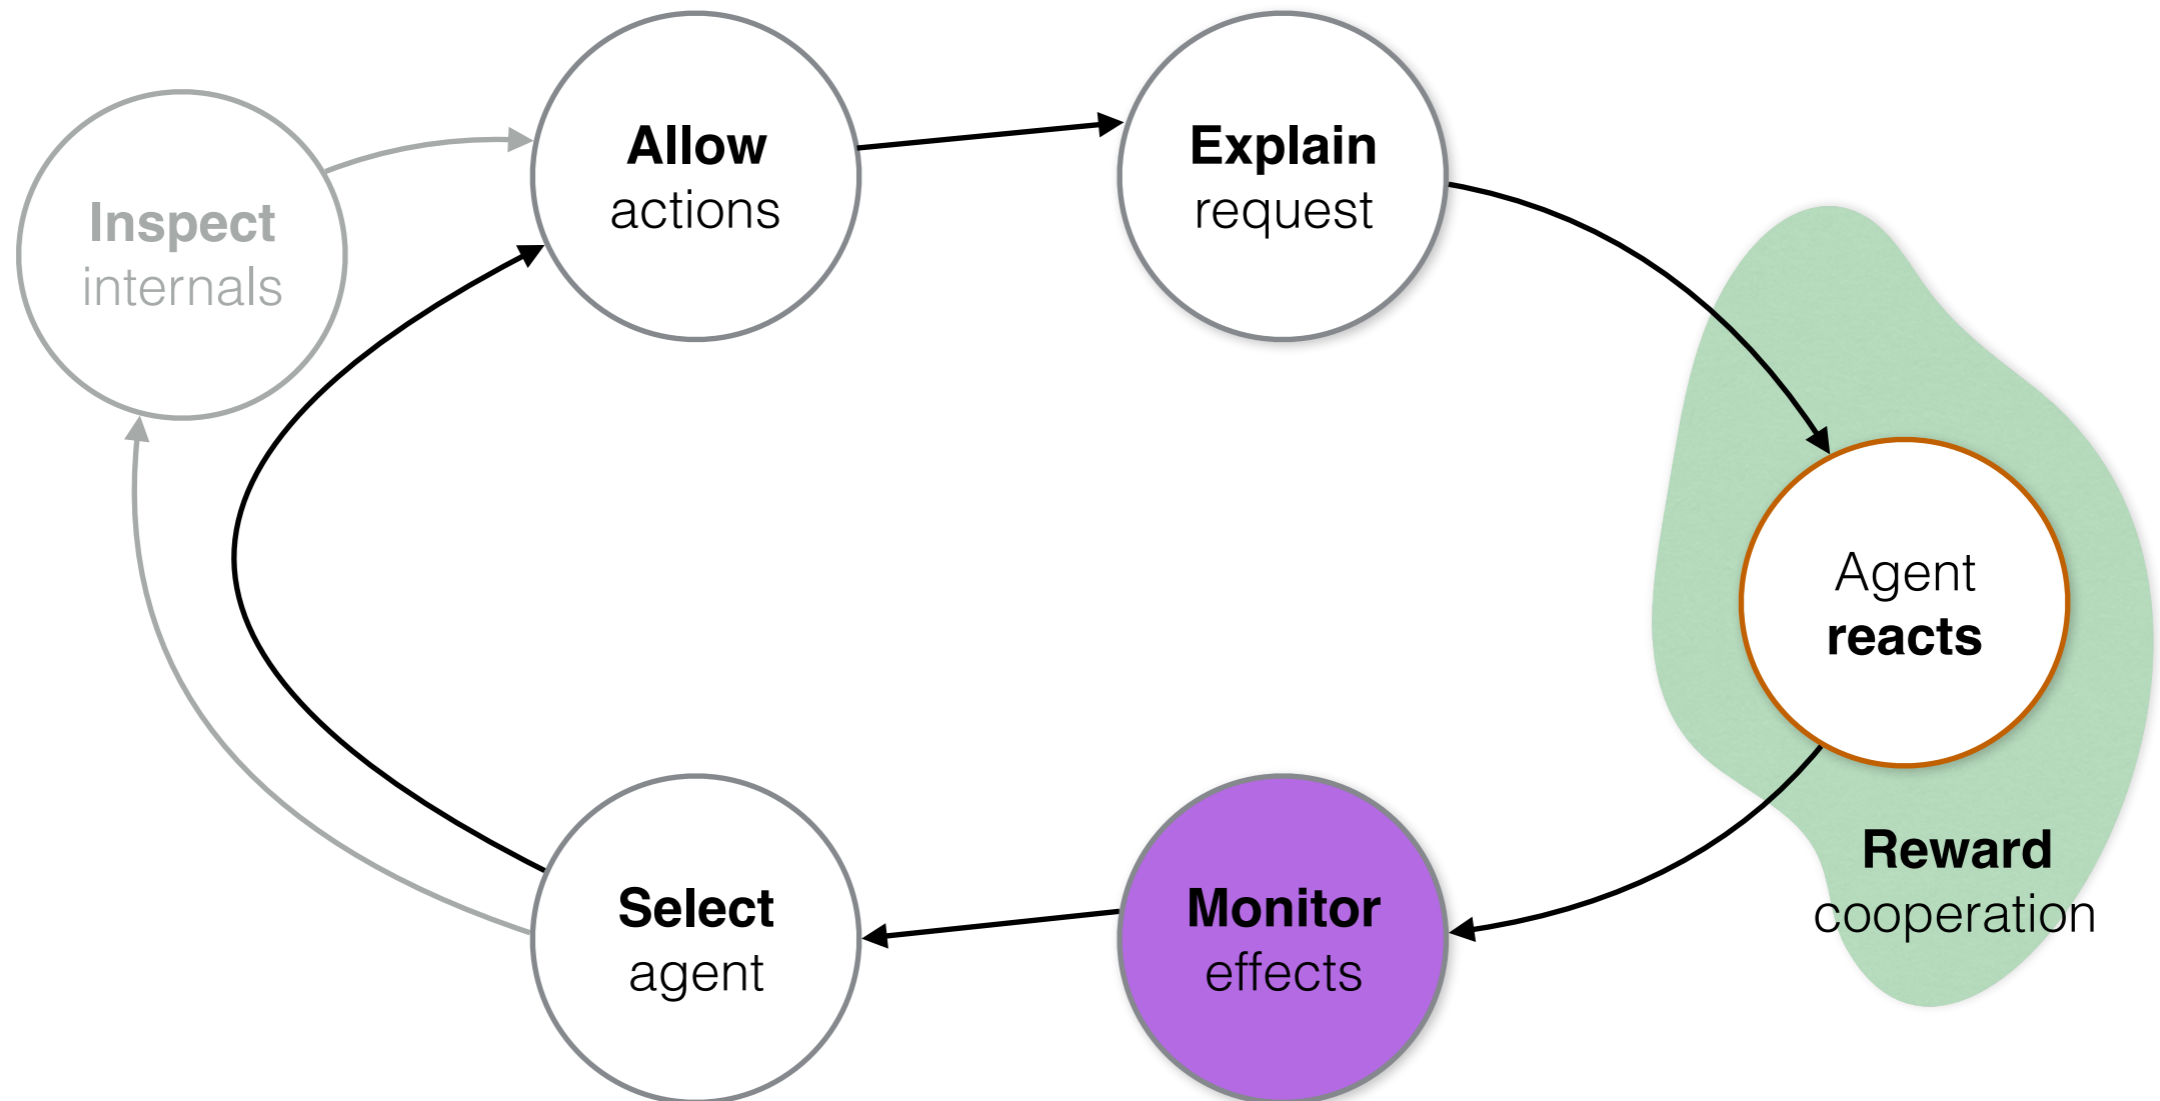 Allow
actions
Explain
request
Inspect
internals
Agent
reacts
Reward
cooperation
Monitor
effects
Select
agent